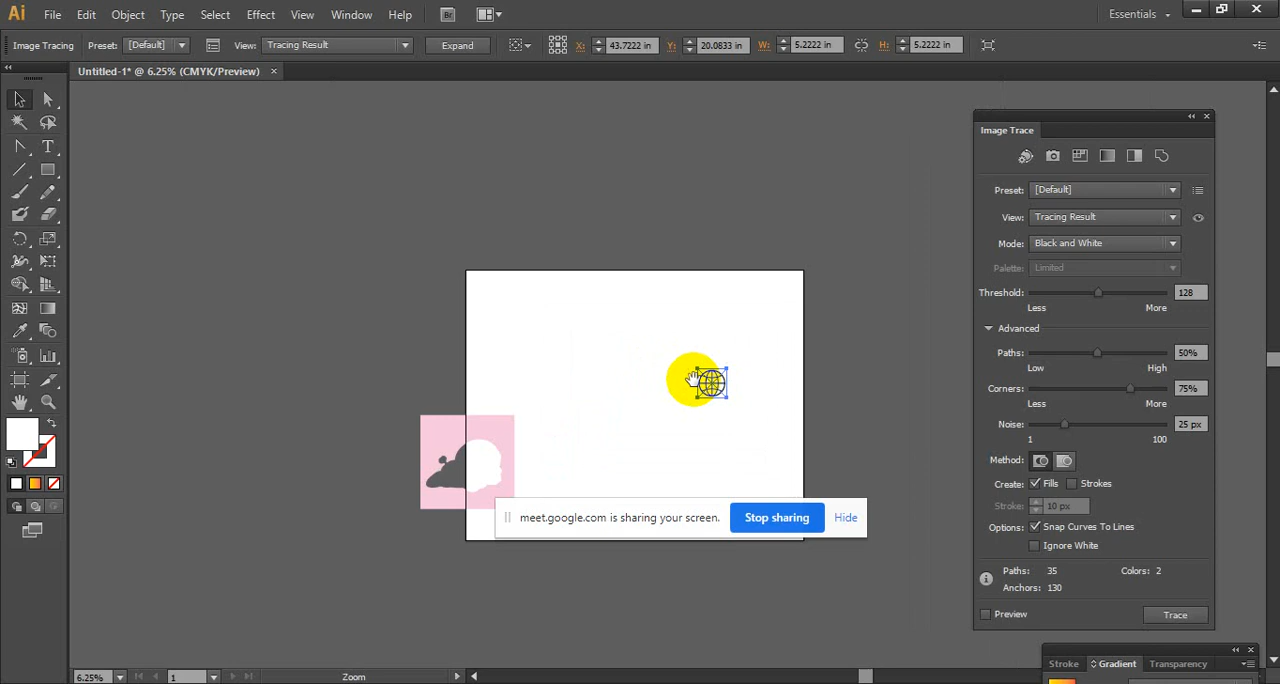 Ai File Edit Object Type Select Effect View Window Help Br Essentials
Image Tracing Preset: [Default] View: Tracing Result Expand X: 43.7222 in Y: 20.0833 in W: 5.2222 in H: 5.2222 in
Untitled-1* @ 6.25% (CMYK/Preview) ×
Image Trace
Preset: [Default]
View: Tracing Result
Mode: Black and White
Palette: Limited
Threshold: 128
Less More
Advanced
Paths: 50%
Low High
Corners: 75%
Less More
Noise: 25 px
1 100
Method:
Create: Fills Strokes
Stroke: 10 px
Options: Snap Curves To Lines
Ignore White
Paths: 35 Colors: 2
Anchors: 130
Preview Trace
meet.google.com is sharing your screen. Stop sharing Hide
Stroke Gradient Transparency
6.25% 1 Zoom